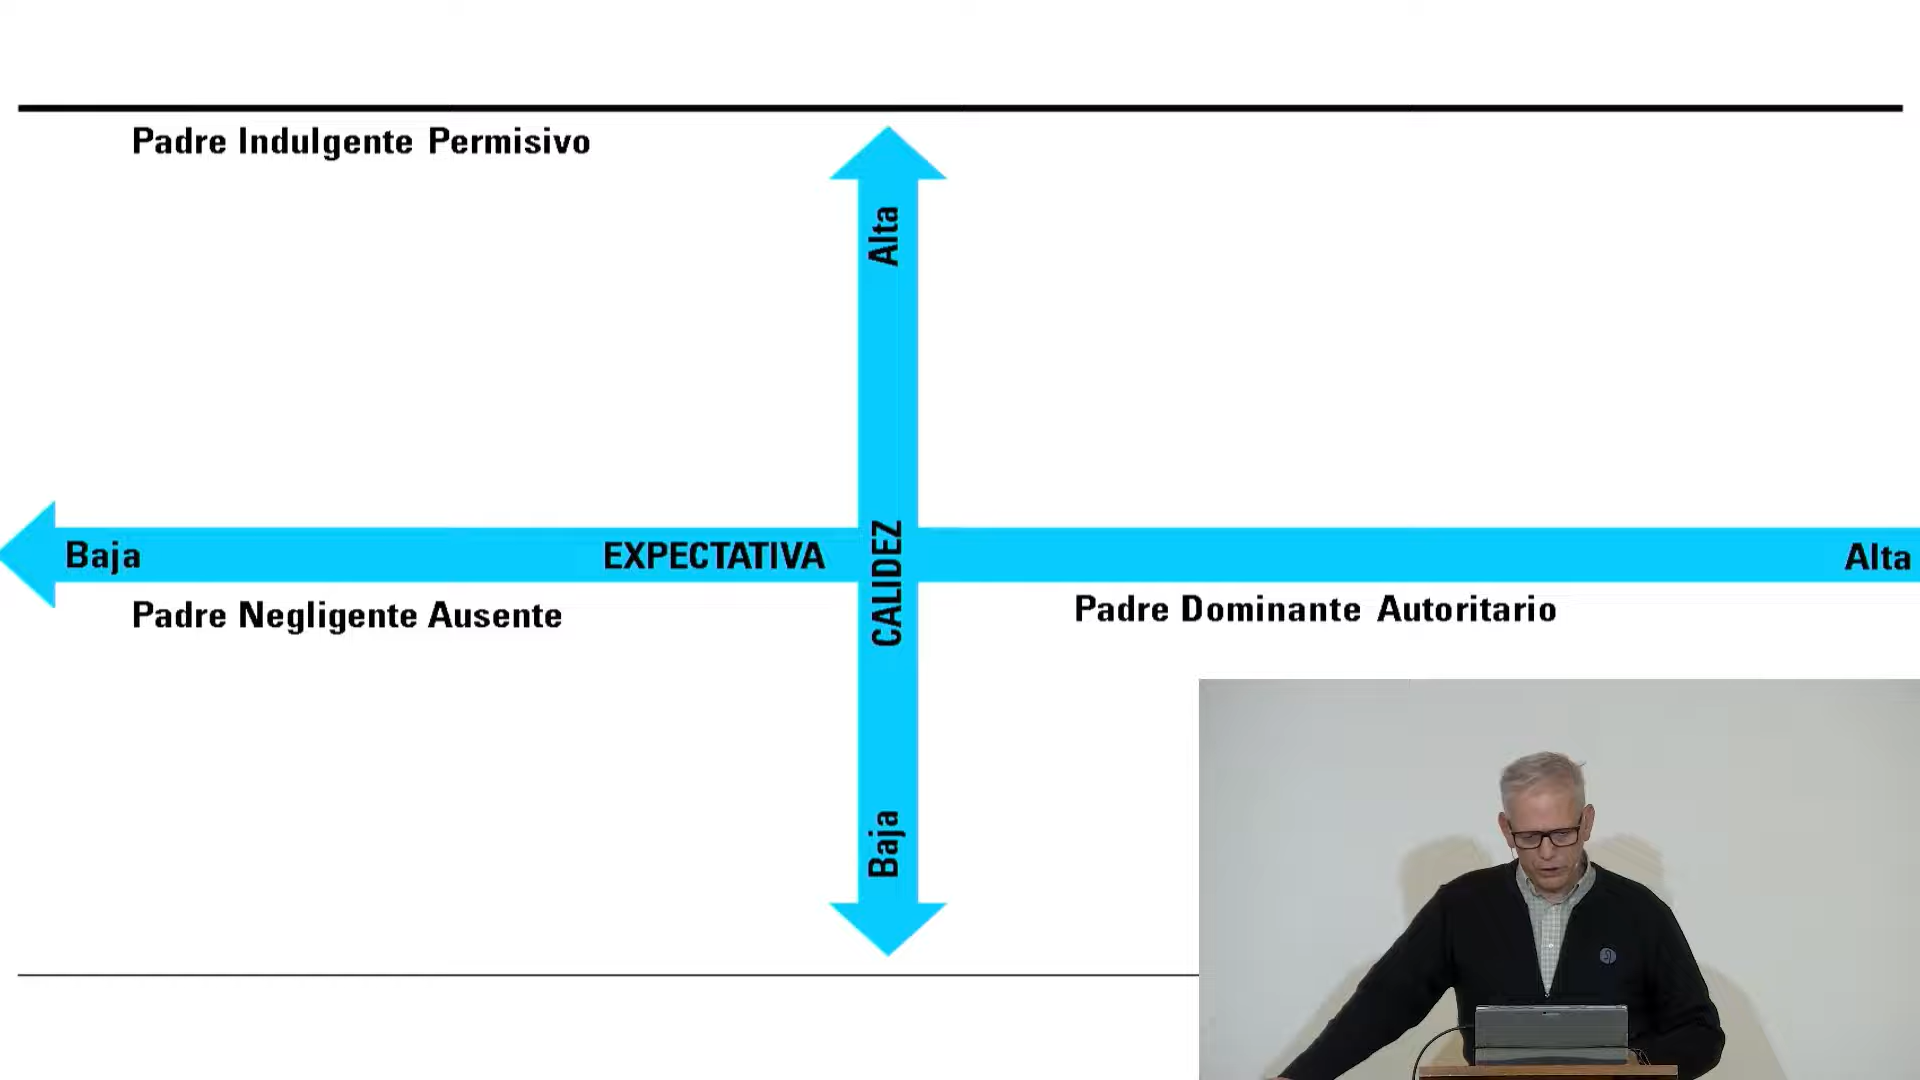 Padre Indulgente Permisivo
Alta
Baja
EXPECTATIVA
CALIDEZ
Alta
Padre Negligente Ausente
Padre Dominante Autoritario
Baja